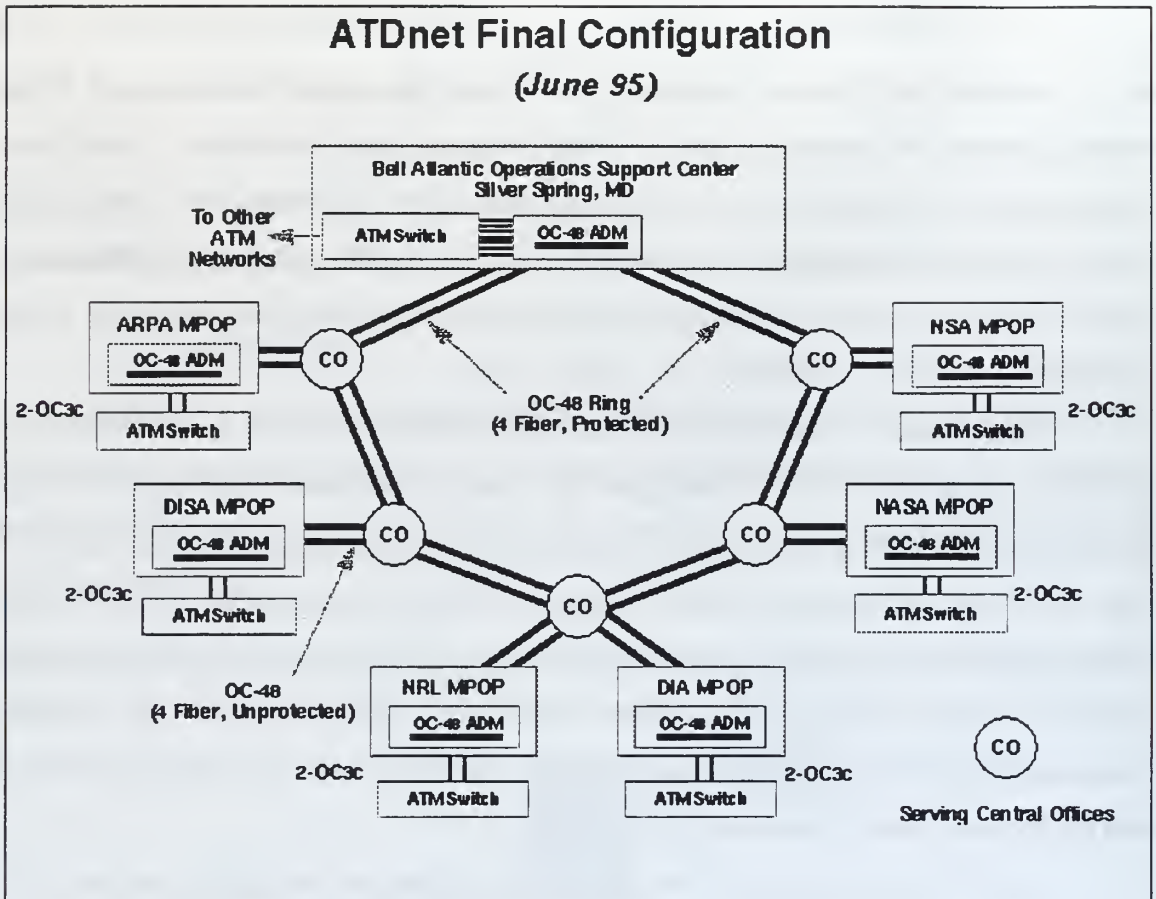 ATDnet Final Configuration
(June 95)
Bell Atlantic Operations Support Center
Silver Spring, MD
To Other
ATM
Networks
ATM Switch
OC-48 ADM
ARPA MPOP
OC-48 ADM
2-OC3c
ATM Switch
CO
CO
NSA MPOP
OC-48 ADM
2-OC3c
ATM Switch
OC-48 Ring
(4 Fiber, Protected)
DISA MPOP
OC-48 ADM
2-OC3c
ATM Switch
CO
CO
NASA MPOP
OC-48 ADM
2-OC3c
ATM Switch
CO
OC-48
(4 Fiber, Unprotected)
NRL MPOP
OC-48 ADM
2-OC3c
ATM Switch
DIA MPOP
OC-48 ADM
2-OC3c
ATM Switch
CO
Serving Central Offices